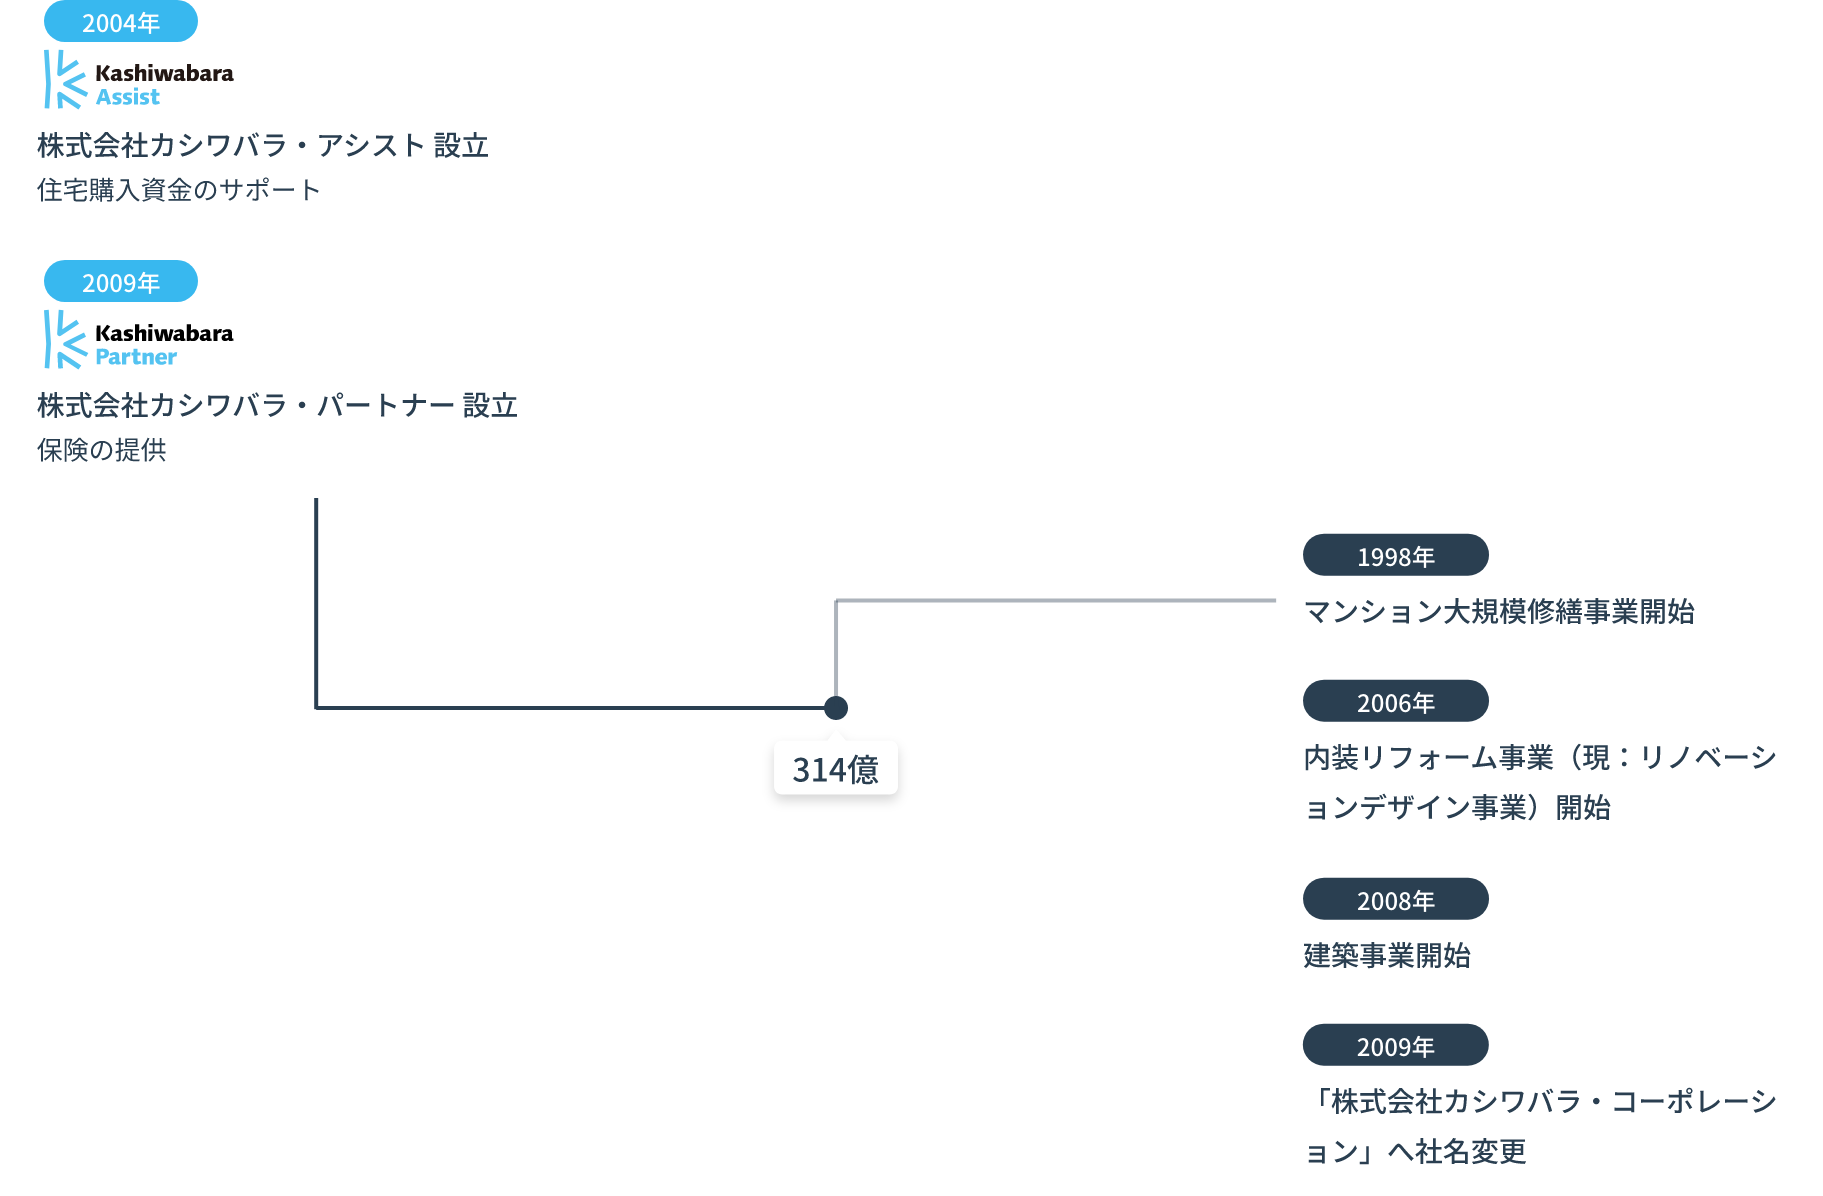 2004年
Kashiwabara
Assist
株式会社カシワバラ・アシスト 設立
住宅購入資金のサポート
2009年
Kashiwabara
Partner
株式会社カシワバラ・パートナー 設立
保険の提供
314億
1998年
マンション大規模修繕事業開始
2006年
内装リフォーム事業（現：リノベーシ
ョンデザイン事業）開始
2008年
建築事業開始
2009年
「株式会社カシワバラ・コーポレーシ
ョン」へ社名変更